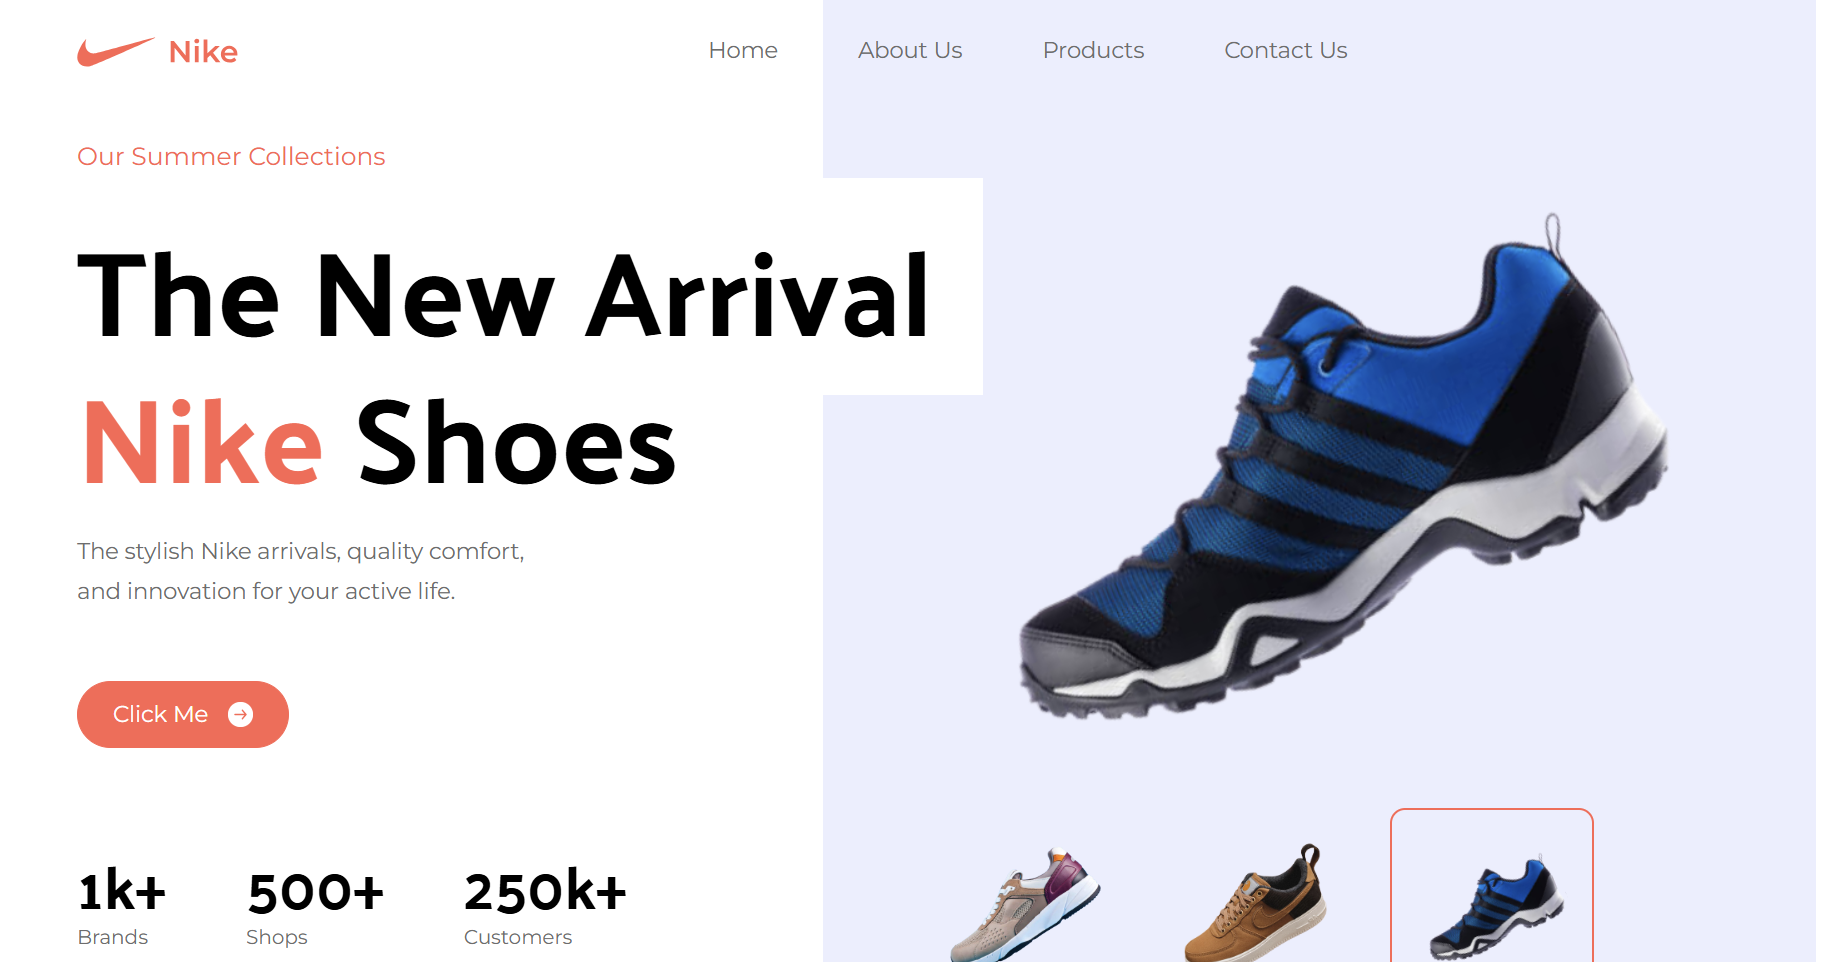 Nike
Home
About Us
Products
Contact Us
Our Summer Collections
The New Arrival
Nike Shoes
The stylish Nike arrivals, quality comfort,
and innovation for your active life.
Click Me
1k+
Brands
500+
Shops
250k+
Customers